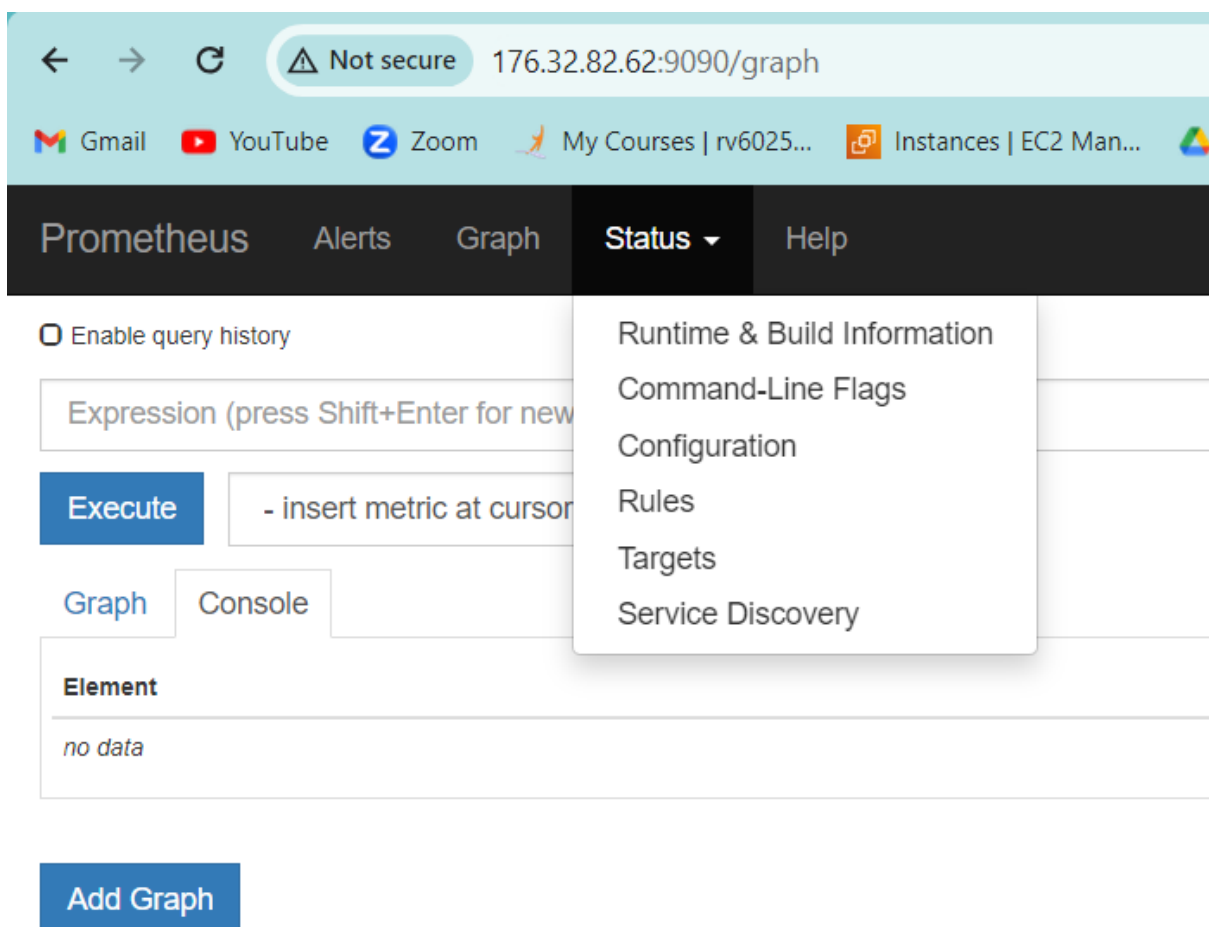 Not secure 176.32.82.62:9090/graph
Gmail YouTube Zoom My Courses | rv6025... Instances | EC2 Man...
Prometheus Alerts Graph Status Help
Enable query history
Expression (press Shift+Enter for new
Execute - insert metric at cursor
Graph Console
Runtime & Build Information
Command-Line Flags
Configuration
Rules
Targets
Service Discovery
Element
no data
Add Graph